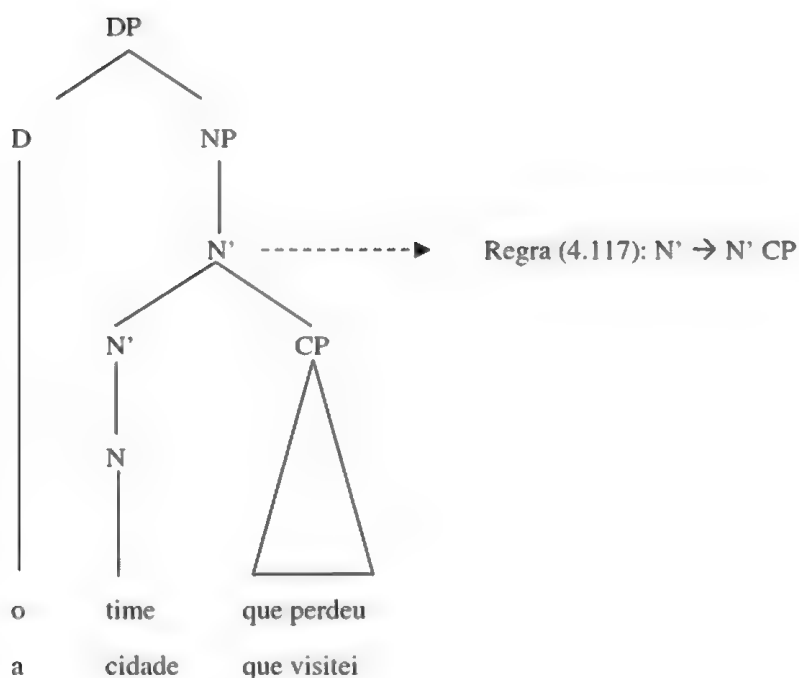 DP
D NP
N' Regra (4.117): N' → N' CP
N' CP
N
o time que perdeu
a cidade que visitei